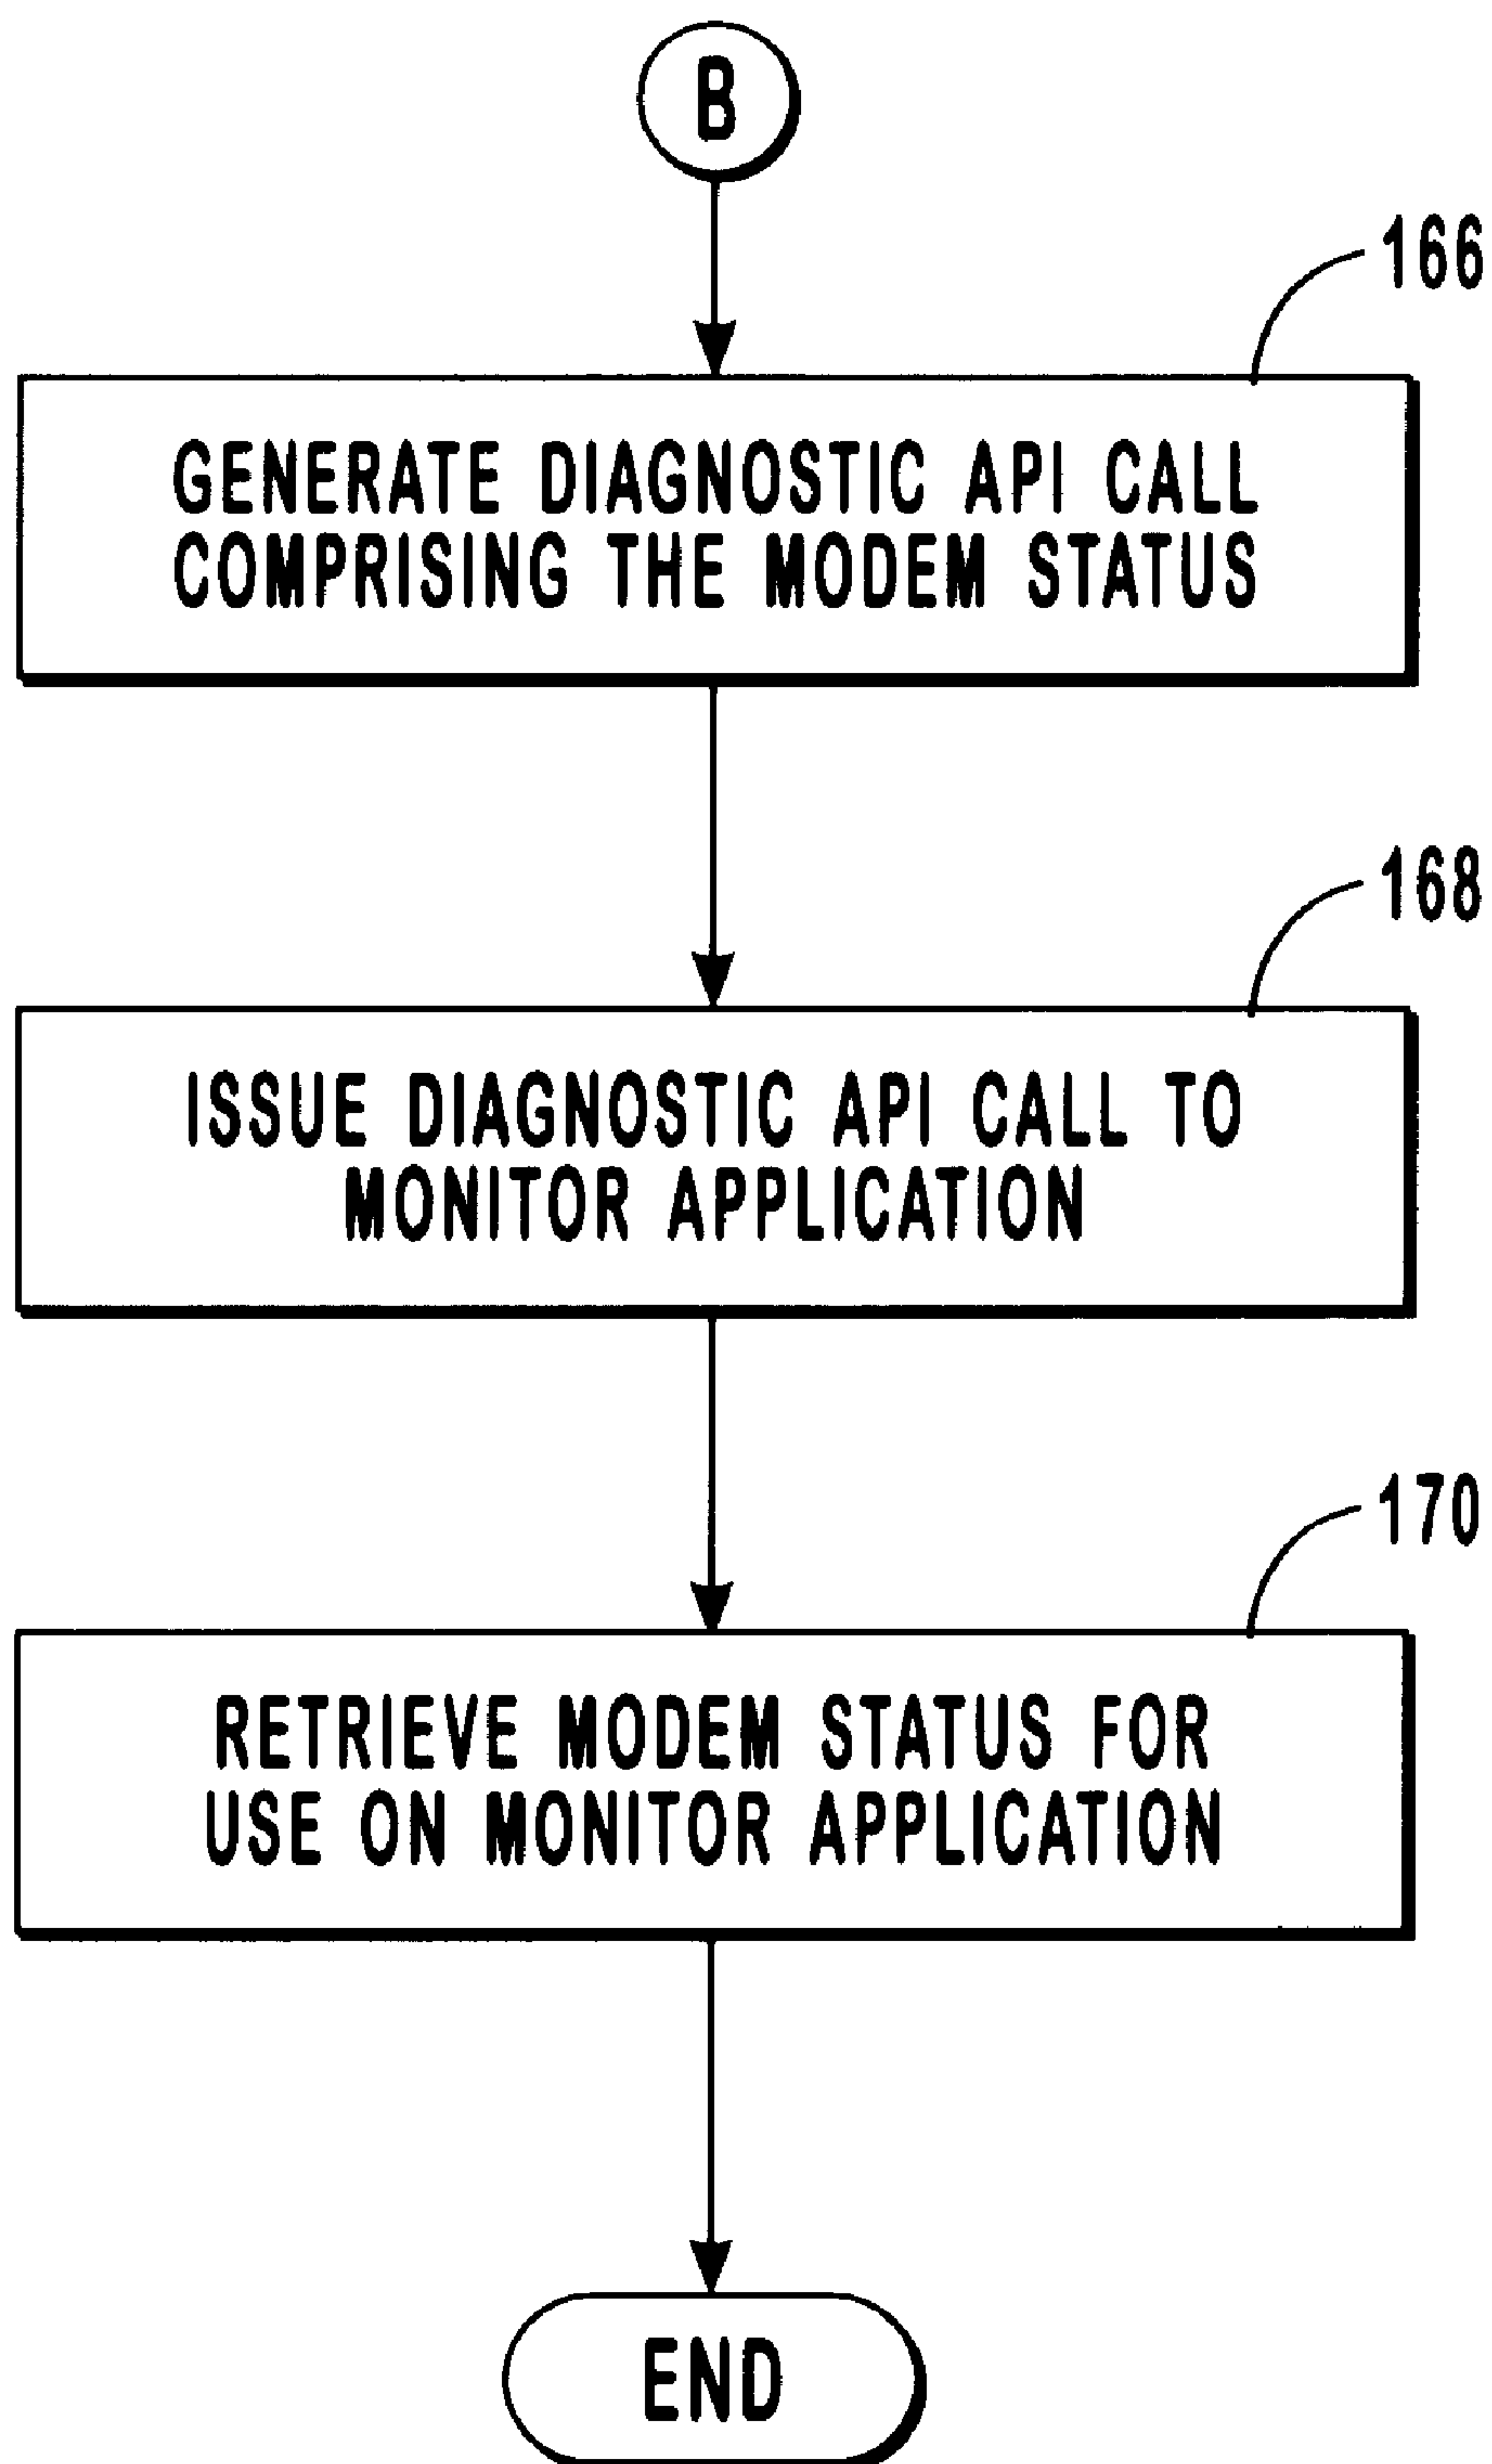 B
166
GENERATE DIAGNOSTIC API CALL
COMPRISING THE MODEM STATUS
168
ISSUE DIAGNOSTIC API CALL TO
MONITOR APPLICATION
170
RETRIEVE MODEM STATUS FOR
USE ON MONITOR APPLICATION
END